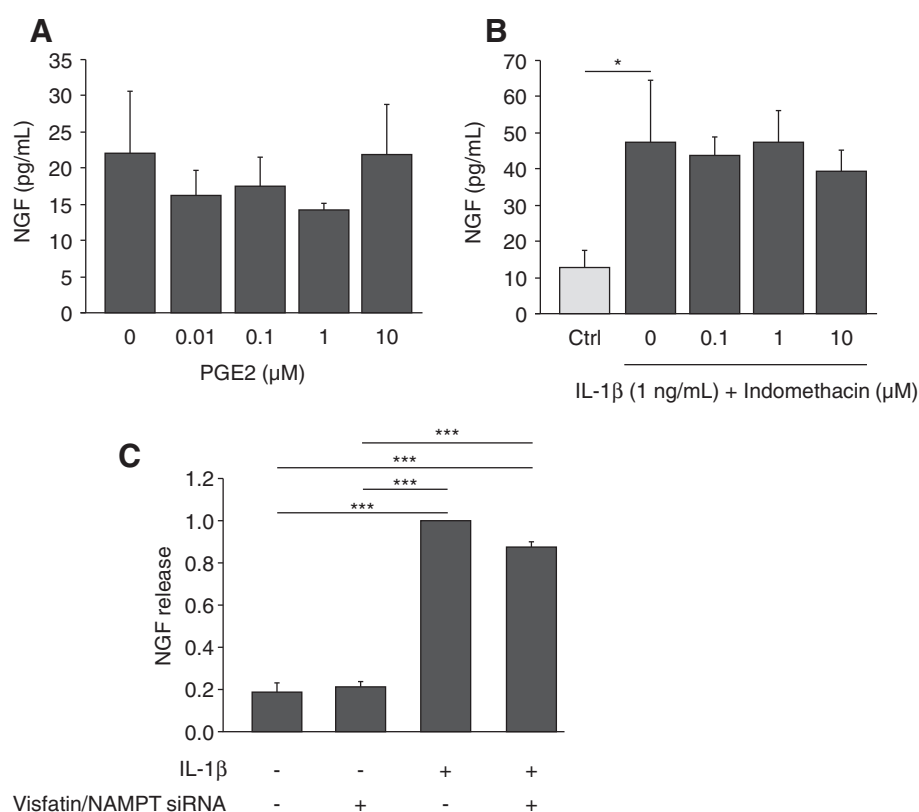 A
NGF (pg/mL)
35
30
25
20
15
10
5
0
0 0.01 0.1 1 10
PGE2 (µM)
B
NGF (pg/mL)
70
60
50
40
30
20
10
0
*
Ctrl 0 0.1 1 10
IL-1β (1 ng/mL) + Indomethacin (µM)
C
NGF release
1.2
1.0
0.8
0.6
0.4
0.2
0.0
***
***
***
***
IL-1β - - + +
Visfatin/NAMPT siRNA - + - +